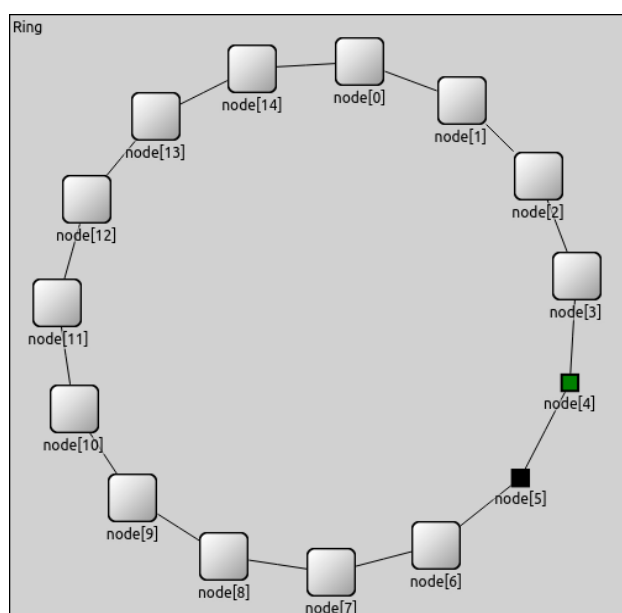 Ring
node[0]
node[14]
node[1]
node[13]
node[2]
node[12]
node[3]
node[11]
node[4]
node[10]
node[5]
node[9]
node[6]
node[8]
node[7]